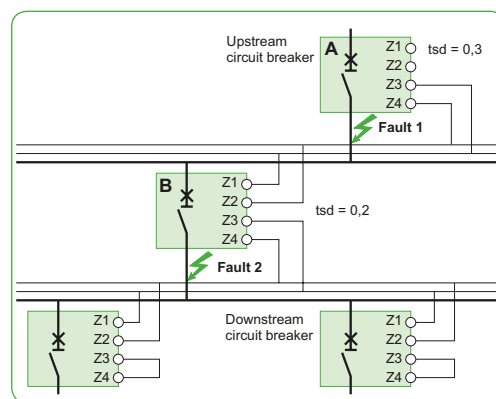 Upstream
circuit breaker
A
Z1
Z2
Z3
Z4
tsd = 0,3
Fault 1
B
Z1
Z2
Z3
Z4
tsd = 0,2
Fault 2
Z1
Z2
Z3
Z4
Downstream
circuit breaker
Z1
Z2
Z3
Z4